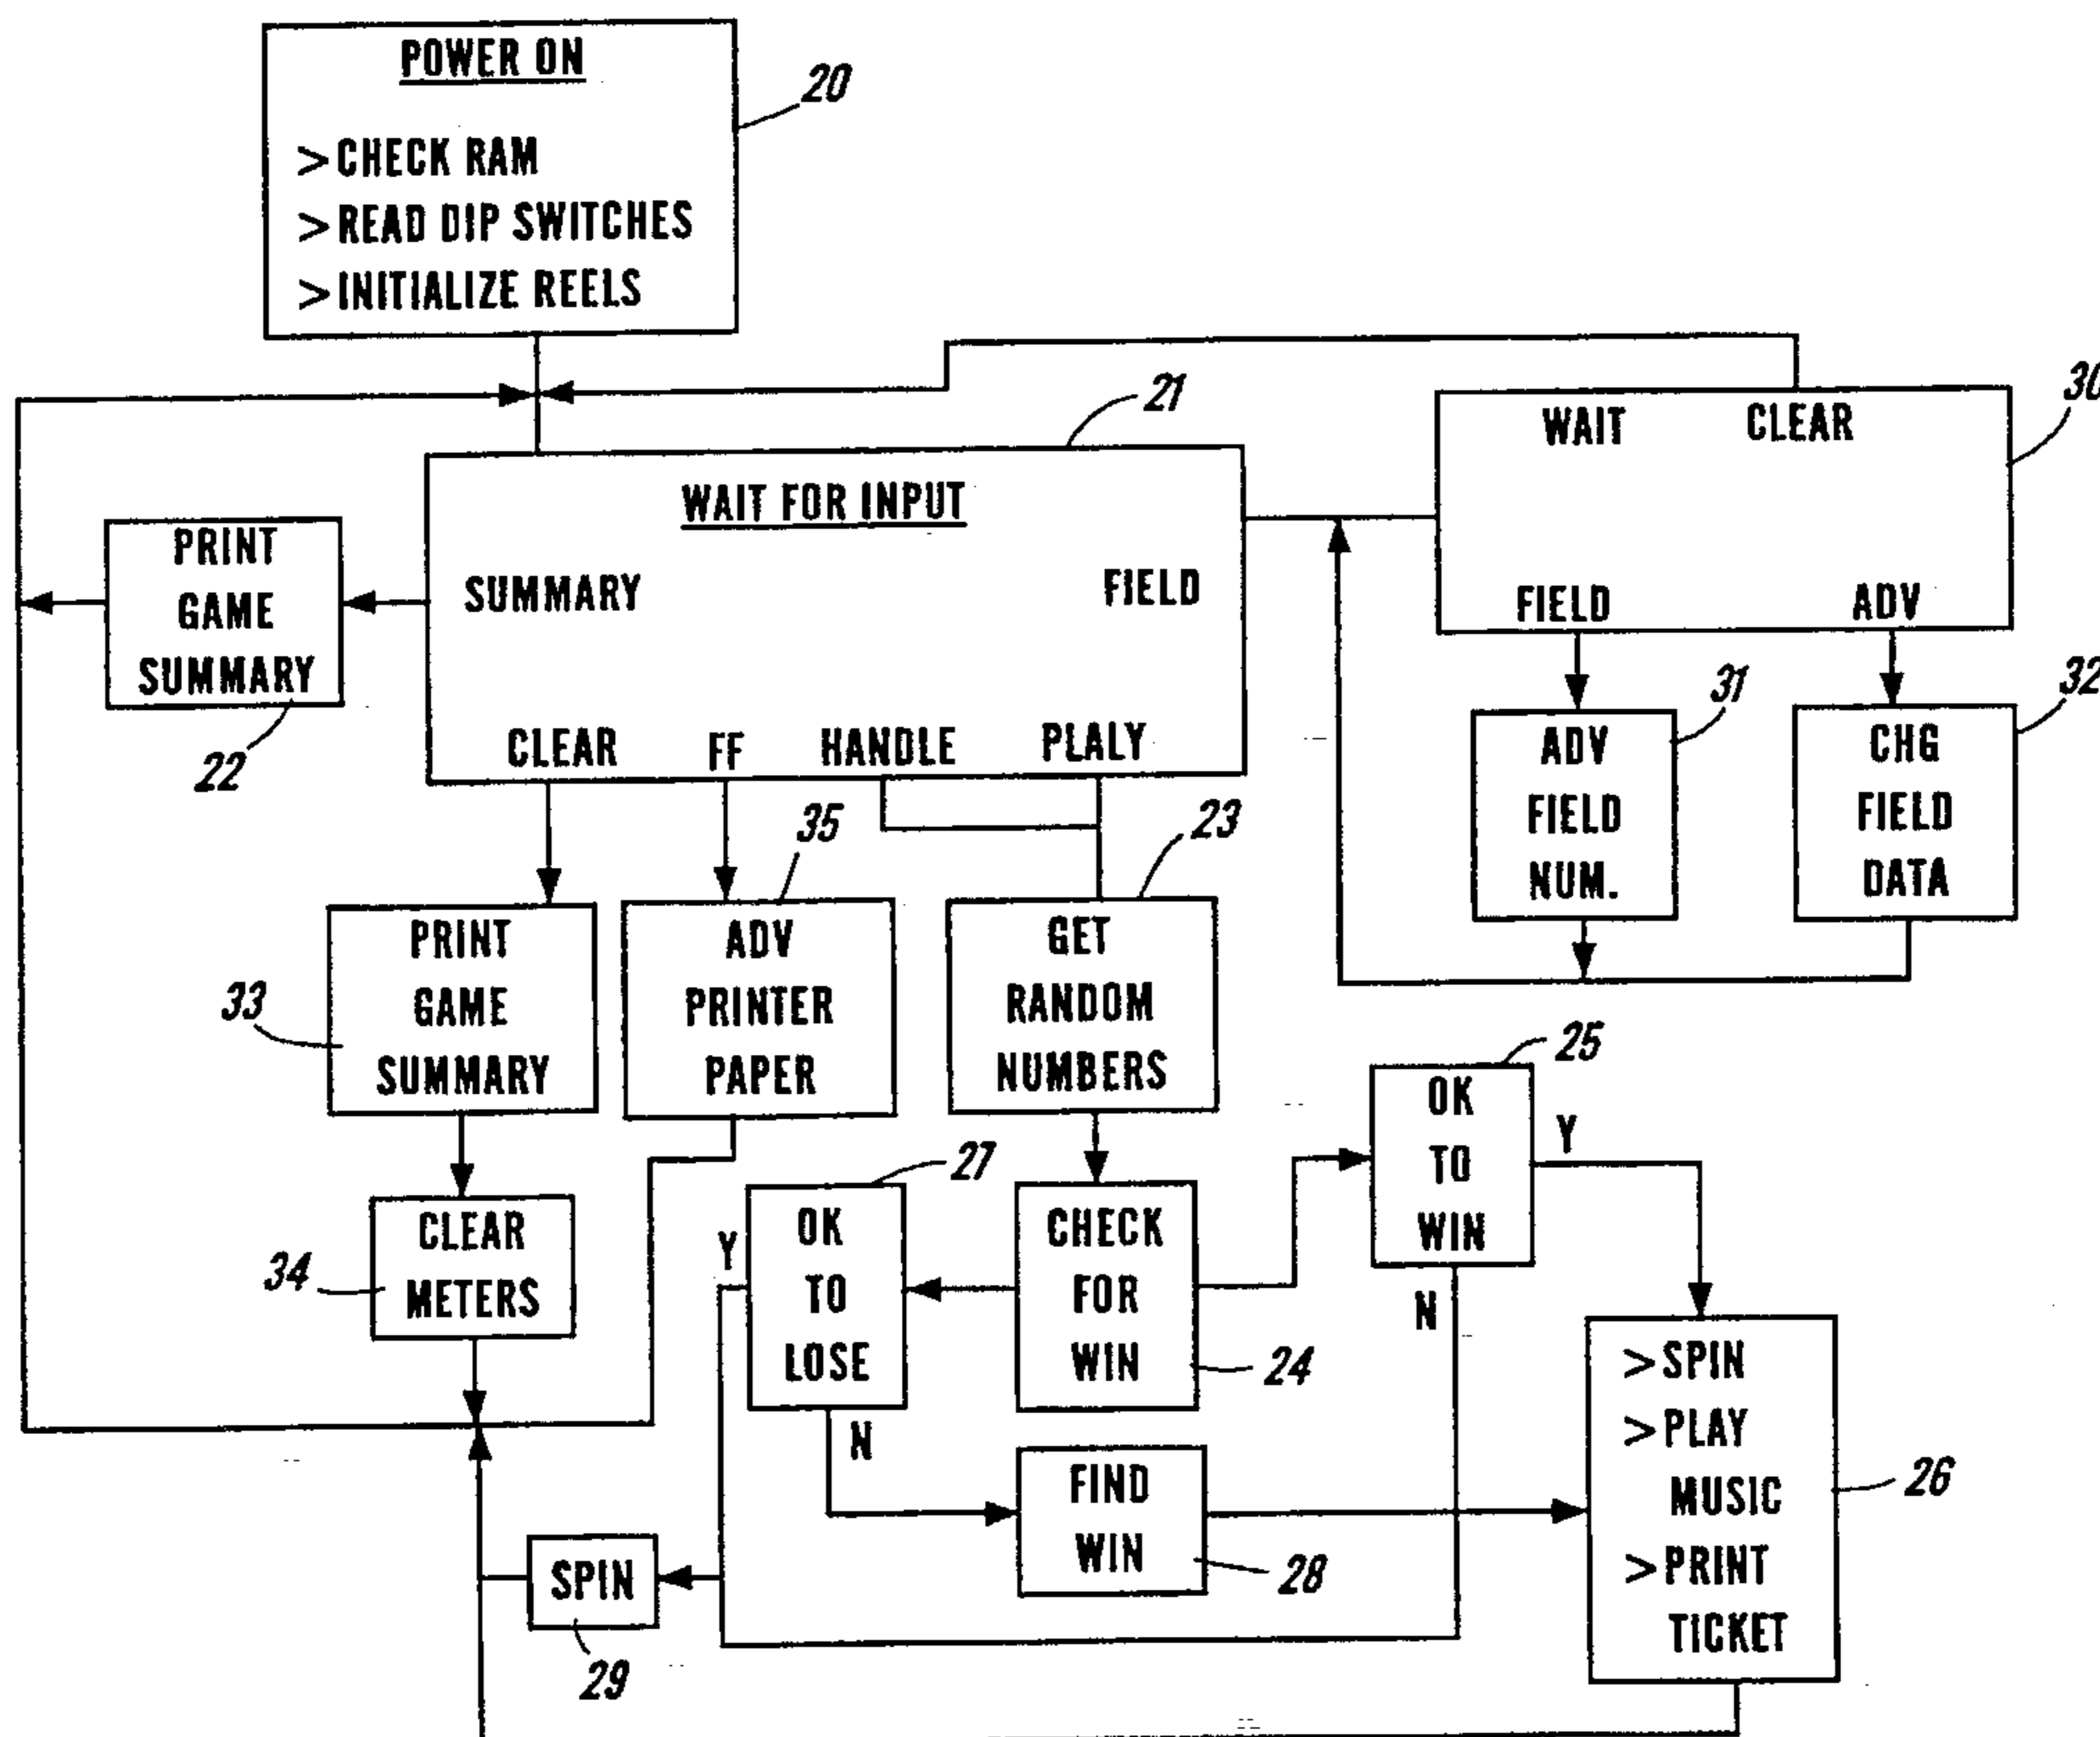 POWER ON
> CHECK RAM
> READ DIP SWITCHES
> INITIALIZE REELS
20
21
WAIT FOR INPUT
SUMMARY
FIELD
CLEAR
FF
HANDLE
PLALY
30
WAIT
CLEAR
FIELD
ADV
PRINT
GAME
SUMMARY
22
31
ADV
FIELD
NUM.
32
CHG
FIELD
DATA
33
PRINT
GAME
SUMMARY
35
ADV
PRINTER
PAPER
23
GET
RANDOM
NUMBERS
34
CLEAR
METERS
27
OK
TO
LOSE
Y
N
CHECK
FOR
WIN
24
25
OK
TO
WIN
Y
N
FIND
WIN
28
SPIN
29
> SPIN
> PLAY
MUSIC
> PRINT
TICKET
26